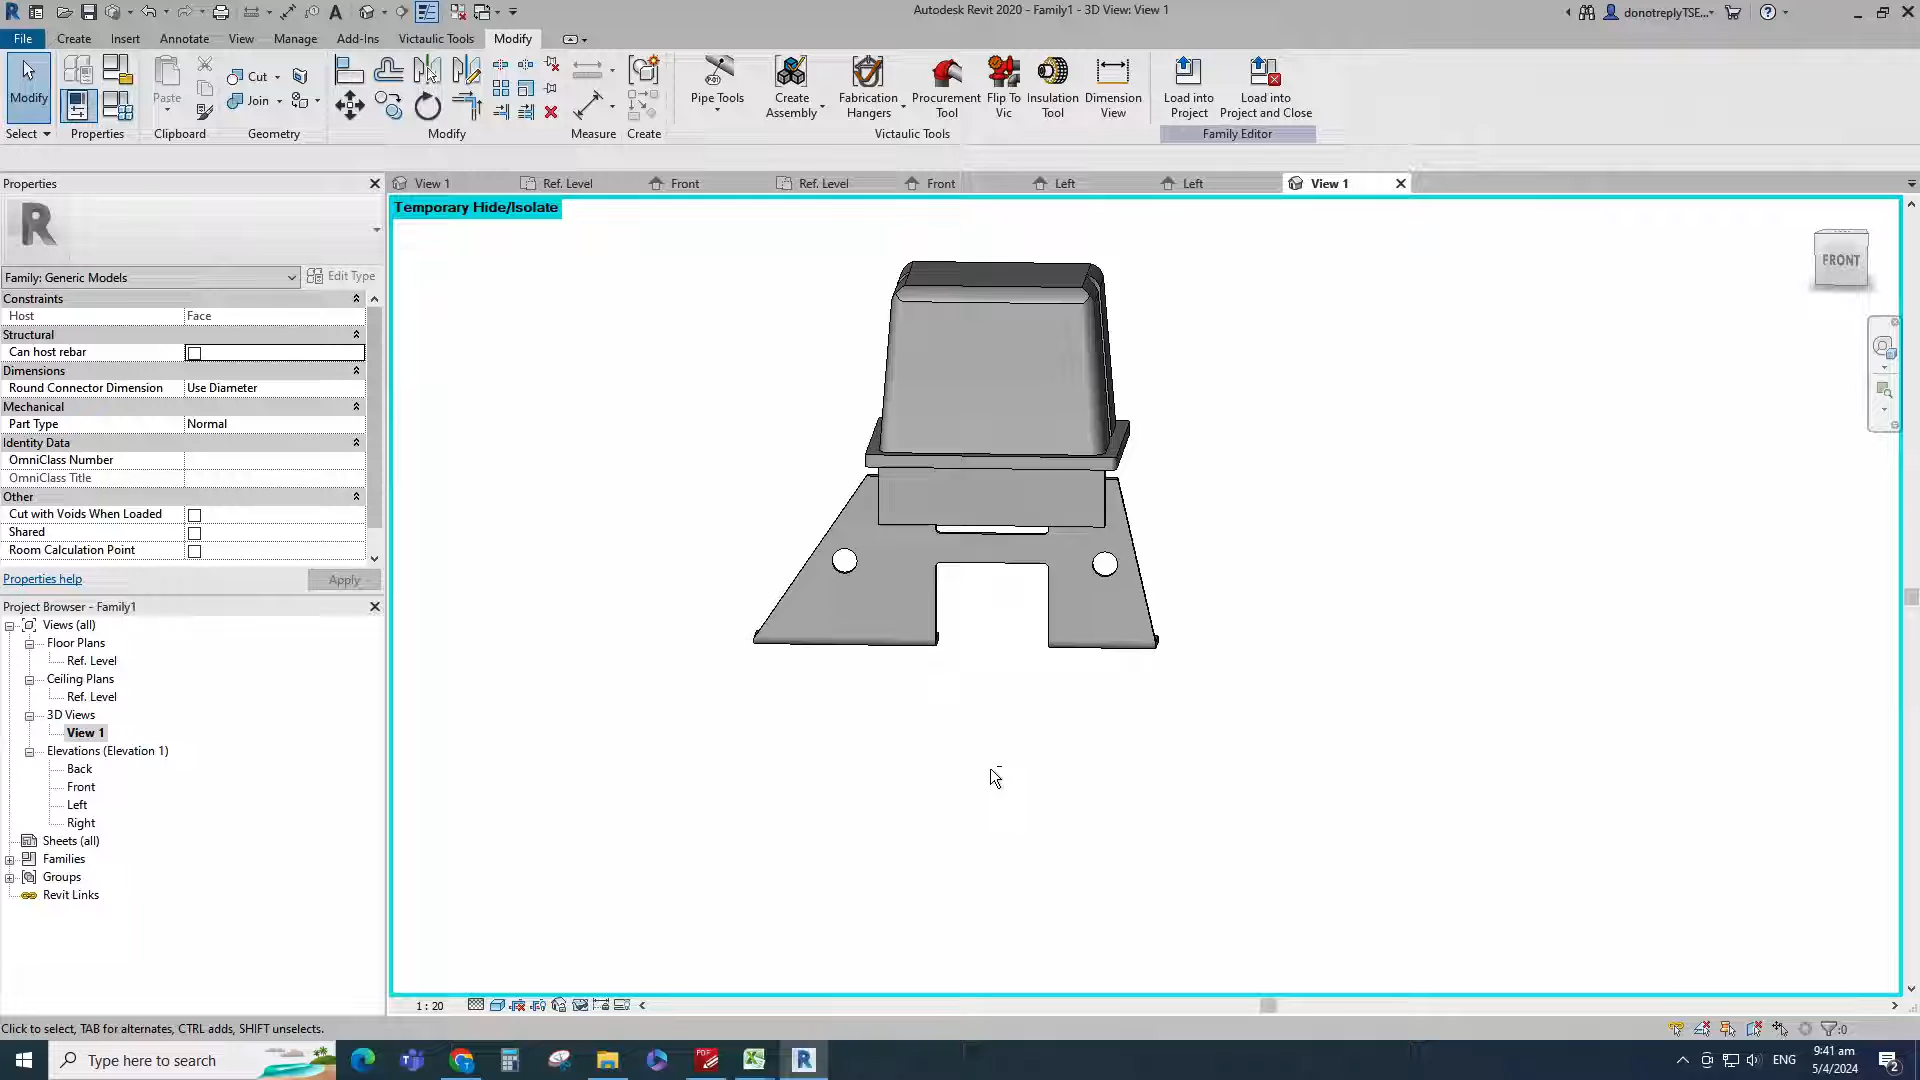 Autodesk Revit 2020 - Family1 - 3D View: View 1
donotreplyTSE...
File Create Insert Annotate View Manage Add-Ins Victaulic Tools Modify
Modify
Select
Properties
Paste
Clipboard
Cut
Join
Geometry
Modify
Measure
Create
Pipe Tools
Create Assembly
Fabrication Hangers
Procurement Tool
Flip To Vic
Insulation Tool
Dimension View
Victaulic Tools
Load into Project
Load into Project and Close
Family Editor
Properties
View 1 Ref. Level Front Ref. Level Front Left Left View 1
Temporary Hide/Isolate
FRONT
Family: Generic Models
Edit Type
Constraints
Host Face
Structural
Can host rebar
Dimensions
Round Connector Dimension Use Diameter
Mechanical
Part Type Normal
Identity Data
OmniClass Number
OmniClass Title
Other
Cut with Voids When Loaded
Shared
Room Calculation Point
Properties help
Apply
Project Browser - Family1
Views (all)
Floor Plans
Ref. Level
Ceiling Plans
Ref. Level
3D Views
View 1
Elevations (Elevation 1)
Back
Front
Left
Right
Sheets (all)
Families
Groups
Revit Links
1 : 20
Click to select, TAB for alternates, CTRL adds, SHIFT unselects.
:0
Type here to search
ENG
9:41 am
5/4/2024
2